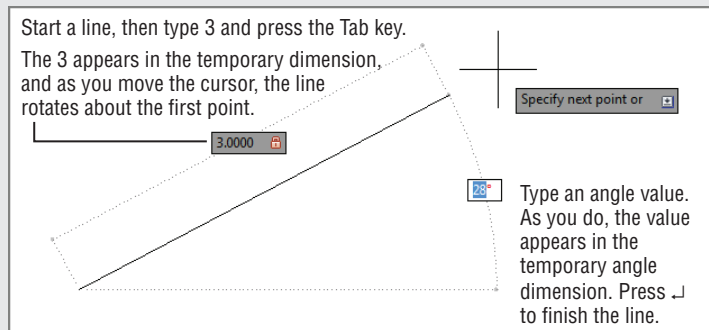 Start a line, then type 3 and press the Tab key.
The 3 appears in the temporary dimension,
and as you move the cursor, the line
rotates about the first point.
3.0000
Specify next point or
28°
Type an angle value.
As you do, the value
appears in the
temporary angle
dimension. Press ↵
to finish the line.